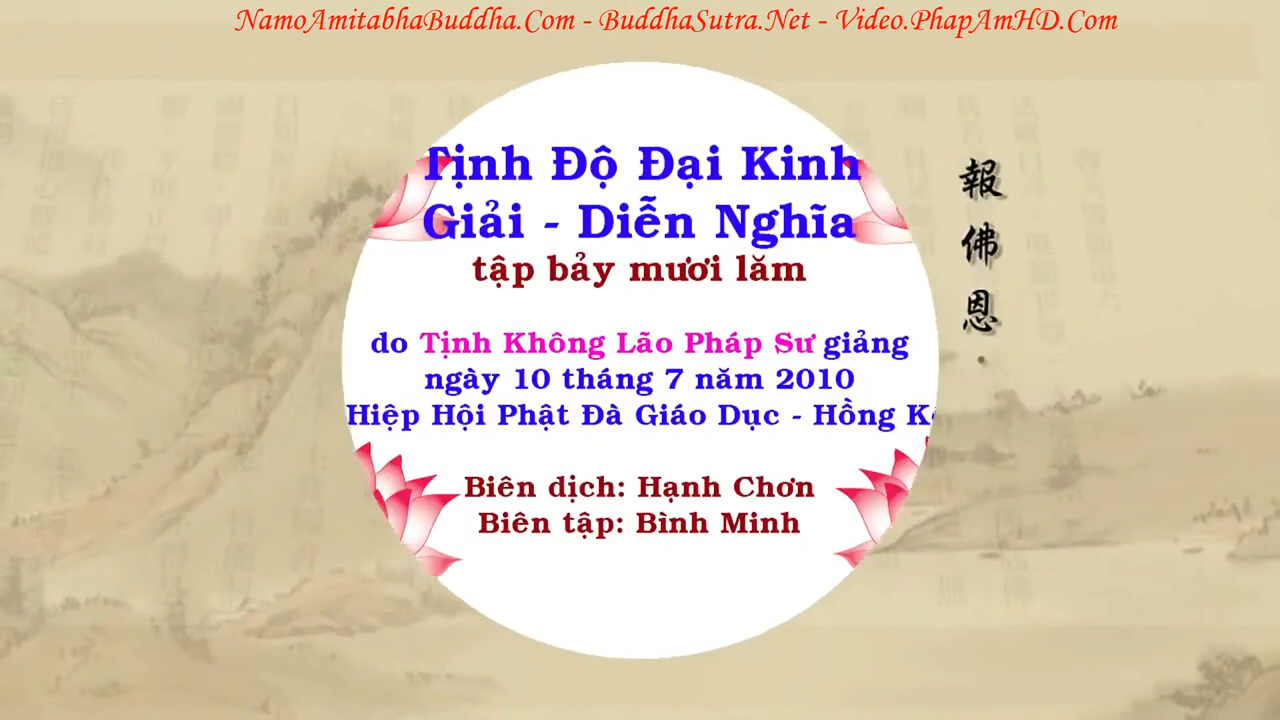 NamoAmitabhaBuddha.Com - BuddhaSutra.Net - Video.PhapAmHD.Com
Tịnh Độ Đại Kinh
Giải - Diễn Nghĩa
tập bảy mươi lăm
do Tịnh Không Lão Pháp Sư giảng
ngày 10 tháng 7 năm 2010
Hiệp Hội Phật Đà Giáo Dục - Hồng
Biên dịch: Hạnh Chơn
Biên tập: Bình Minh
報佛恩.